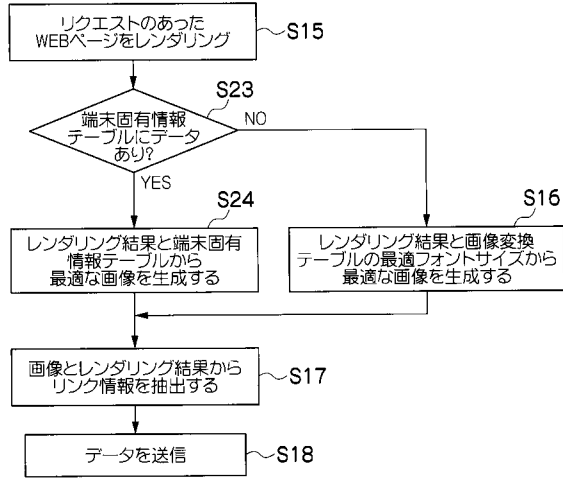 リクエストのあった
WEBページをレンダリング
S15
S23
端末固有情報
テーブルにデータ
あり?
NO
YES
S24
レンダリング結果と端末固有
情報テーブルから
最適な画像を生成する
S16
レンダリング結果と画像変換
テーブルの最適フォントサイズから
最適な画像を生成する
画像とレンダリング結果から
リンク情報を抽出する
S17
データを送信
S18